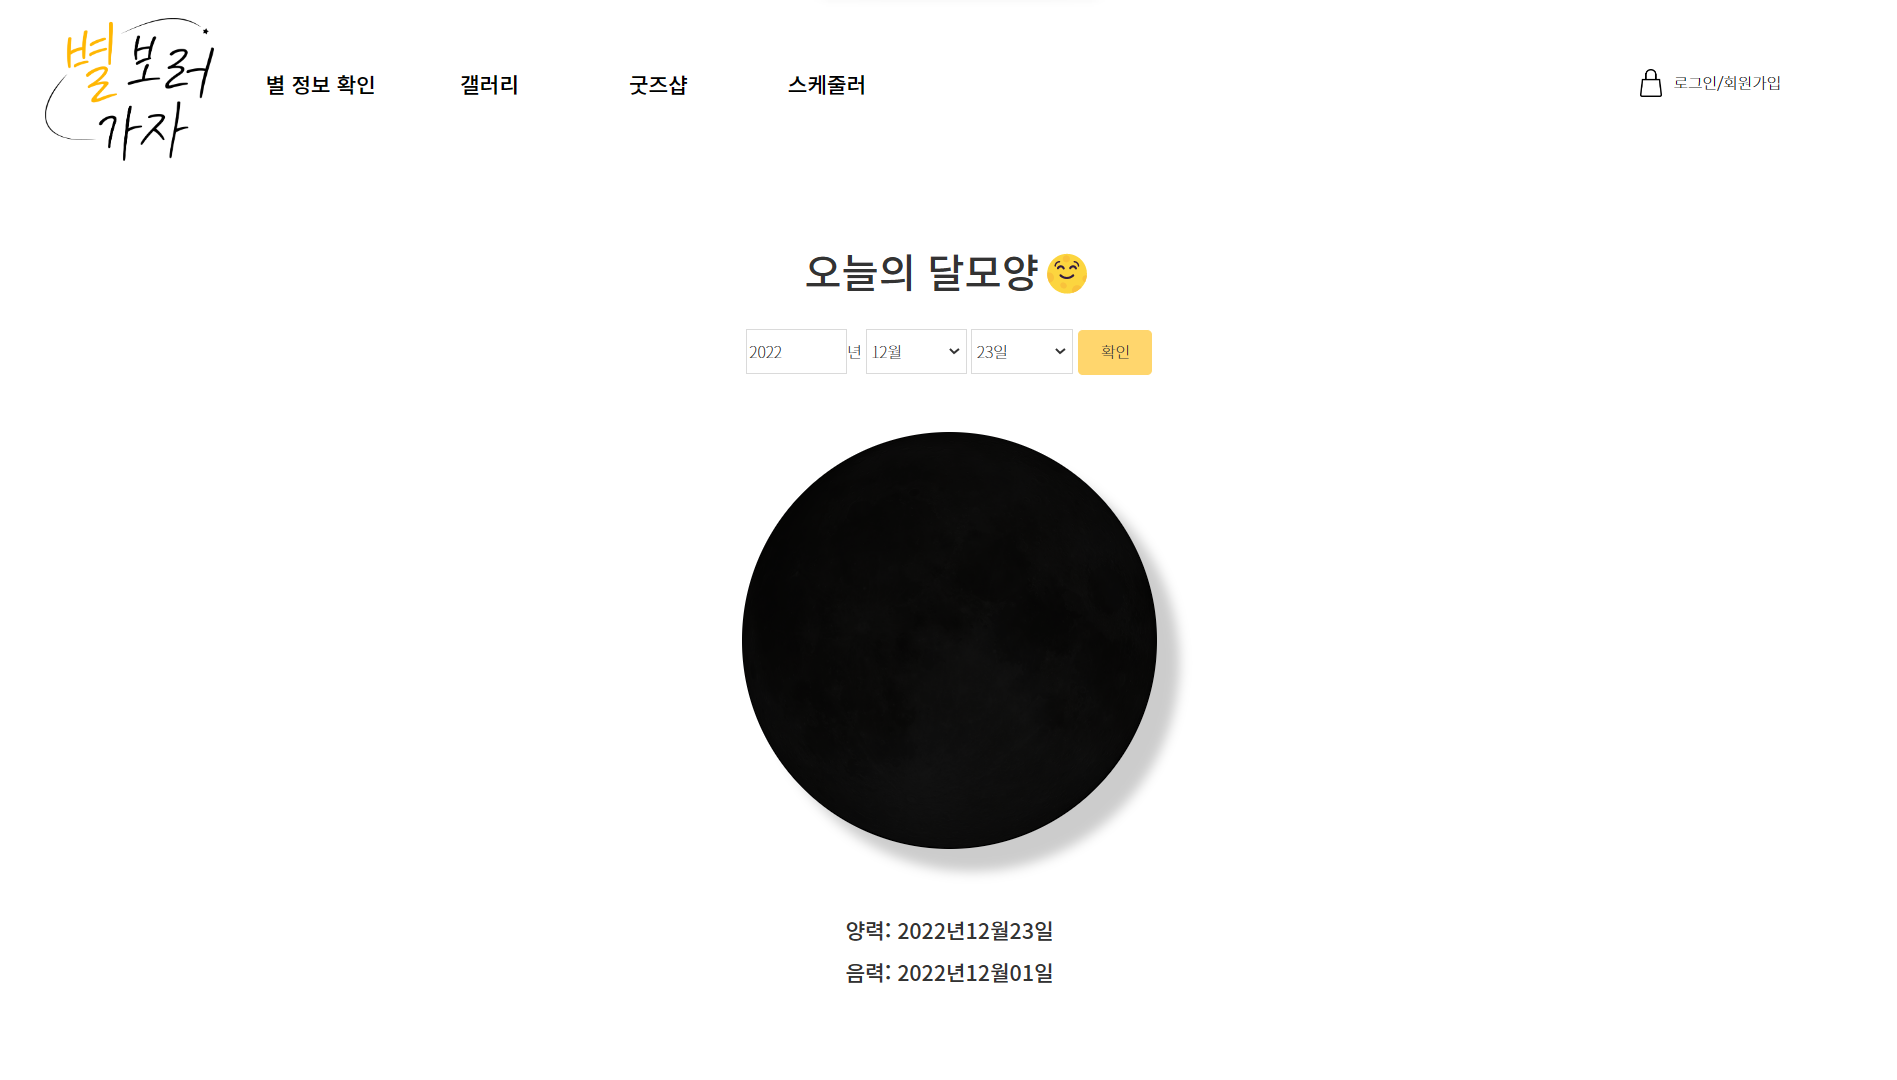 별 보러
가자
별 정보 확인 갤러리 굿즈샵 스케줄러 로그인/회원가입
오늘의 달모양
2022 년 12월 23일 확인
양력: 2022년12월23일
음력: 2022년12월01일